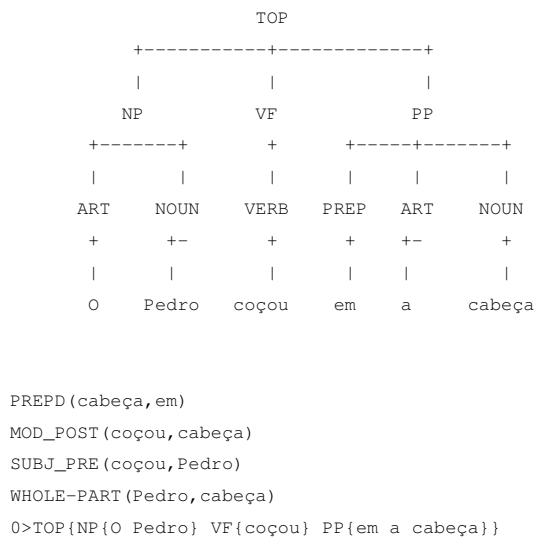 TOP
+-----------+-------------+
| | |
NP VF PP
+-------+ + +-----+-------+
| | | | | |
ART NOUN VERB PREP ART NOUN
+ +- + + +- +
| | | | | |
O Pedro coçou em a cabeça
PREPD(cabeça,em)
MOD_POST(coçou,cabeça)
SUBJ_PRE(coçou,Pedro)
WHOLE-PART(Pedro,cabeça)
0>TOP{NP{O Pedro} VF{coçou} PP{em a cabeça}}